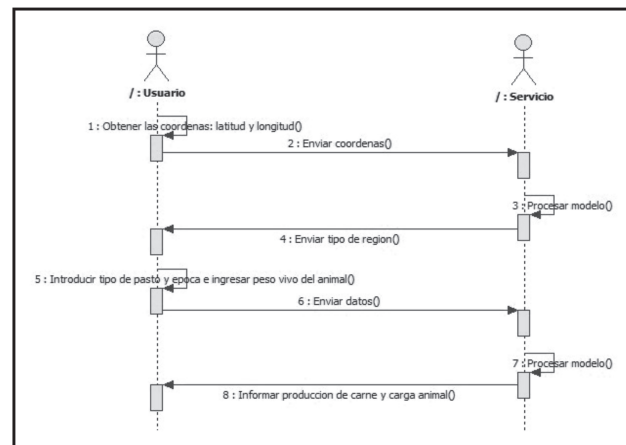 / : Usuario
/ : Servicio
1 : Obtener las coordenas: latitud y longitud()
2 : Enviar coordenas()
3 : Procesar modelo()
4 : Enviar tipo de region()
5 : Introducir tipo de pasto y epoca e ingresar peso vivo del animal()
6 : Enviar datos()
7 : Procesar modelo()
8 : Informar produccion de carne y carga animal()